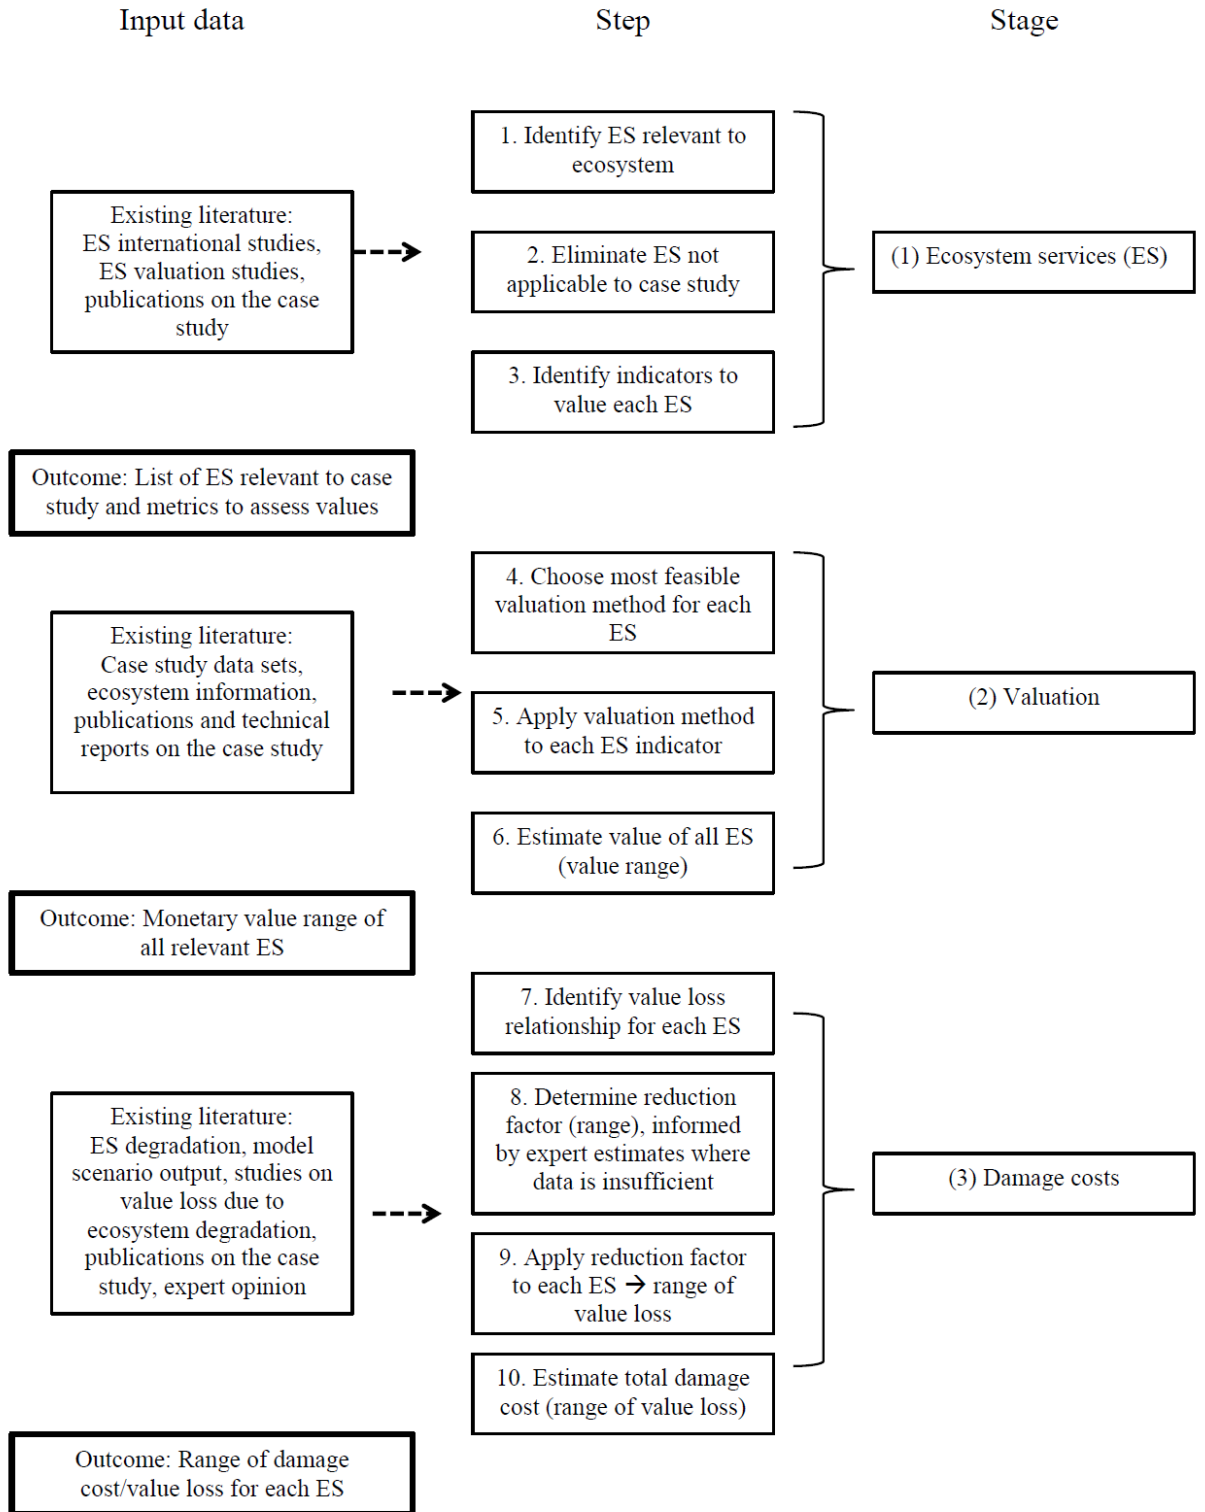 Input data
Step
Stage
1. Identify ES relevant to
ecosystem
Existing literature:
ES international studies,
ES valuation studies,
publications on the case
study
2. Eliminate ES not
applicable to case study
(1) Ecosystem services (ES)
3. Identify indicators to
value each ES
Outcome: List of ES relevant to case
study and metrics to assess values
4. Choose most feasible
valuation method for each
ES
Existing literature:
Case study data sets,
ecosystem information,
publications and technical
reports on the case study
5. Apply valuation method
to each ES indicator
(2) Valuation
6. Estimate value of all ES
(value range)
Outcome: Monetary value range of
all relevant ES
7. Identify value loss
relationship for each ES
Existing literature:
ES degradation, model
scenario output, studies on
value loss due to
ecosystem degradation,
publications on the case
study, expert opinion
8. Determine reduction
factor (range), informed
by expert estimates where
data is insufficient
(3) Damage costs
9. Apply reduction factor
to each ES → range of
value loss
10. Estimate total damage
cost (range of value loss)
Outcome: Range of damage
cost/value loss for each ES